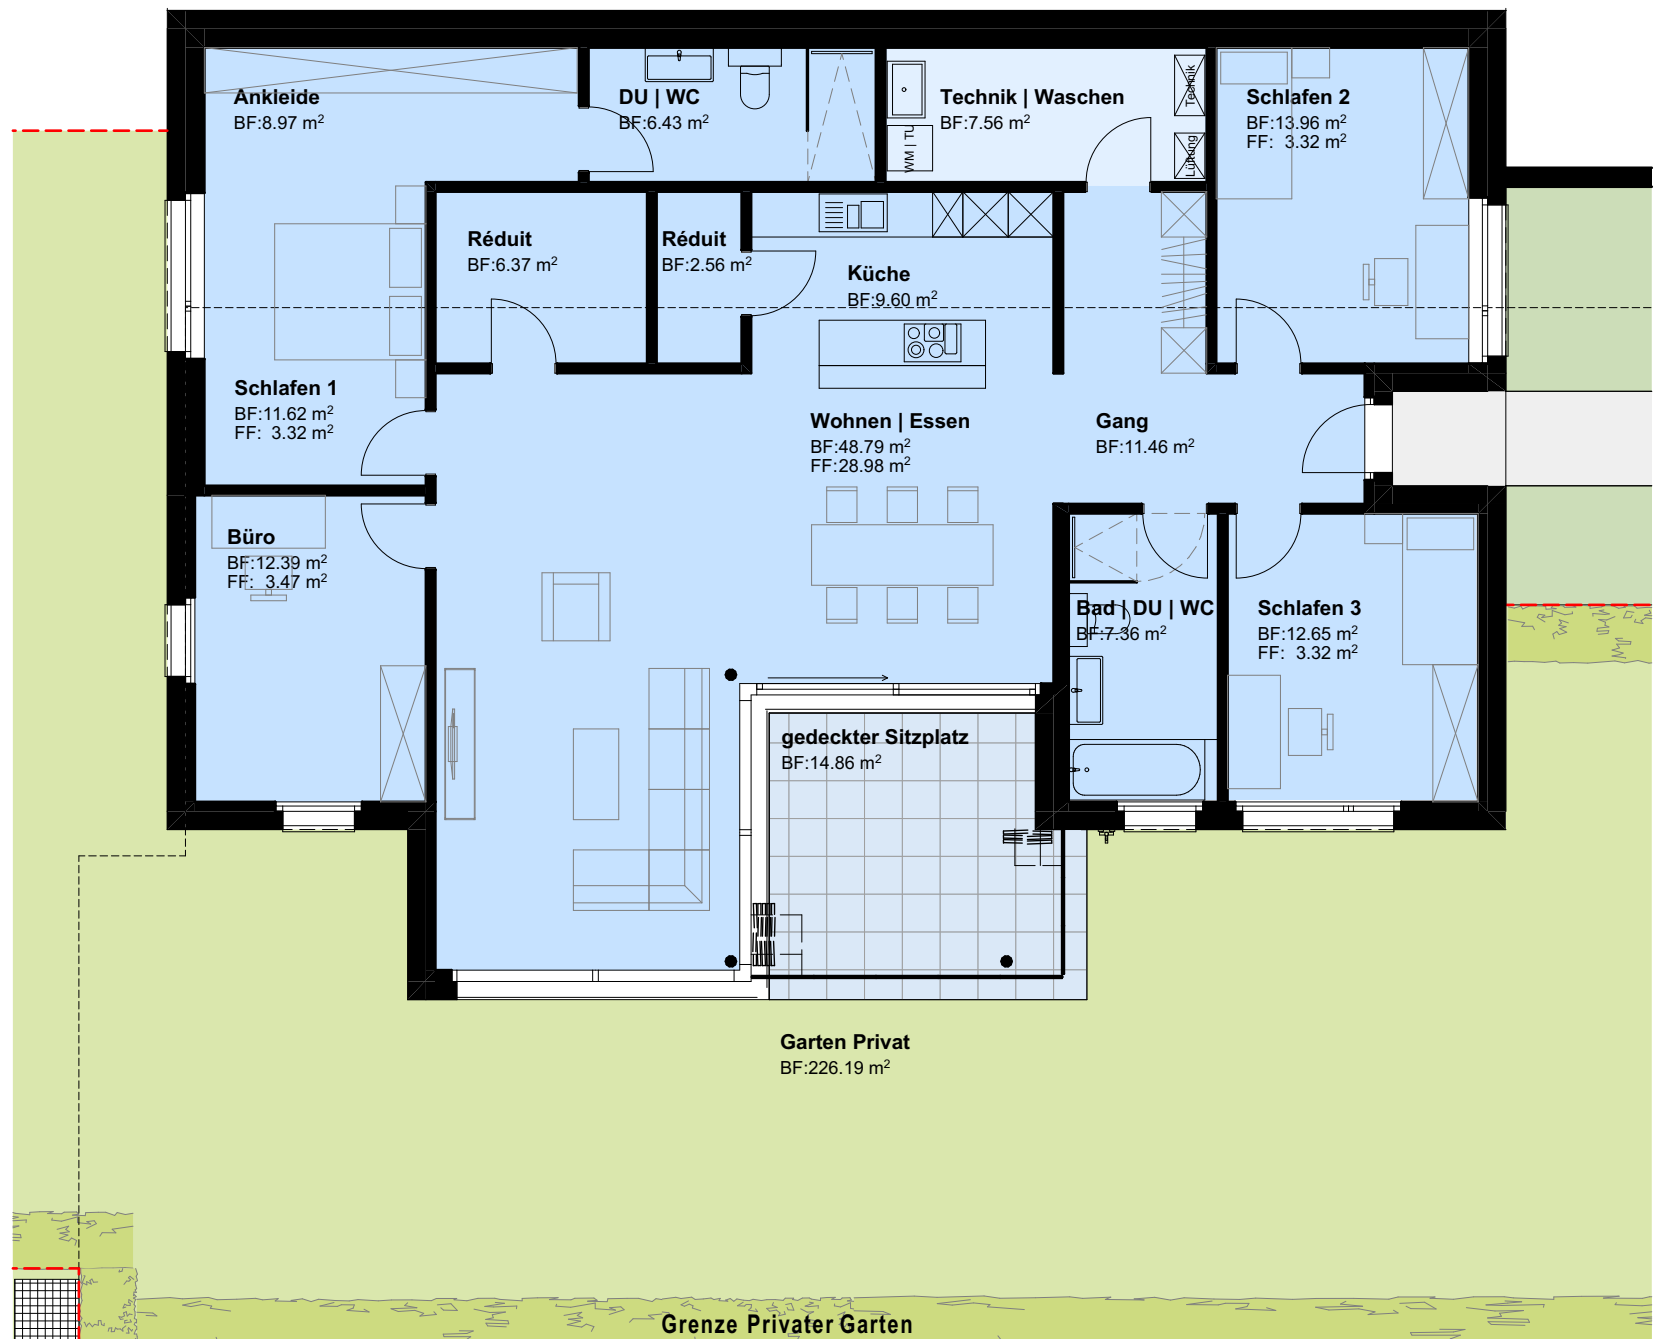 Ankleide
BF:8.97 m²
DU | WC
BF:6.43 m²
Technik | Waschen
BF:7.56 m²
WM | TU
Technik
Lüftung
Schlafen 2
BF:13.96 m²
FF: 3.32 m²
Réduit
BF:6.37 m²
Réduit
BF:2.56 m²
Küche
BF:9.60 m²
Schlafen 1
BF:11.62 m²
FF: 3.32 m²
Wohnen | Essen
BF:48.79 m²
FF:28.98 m²
Gang
BF:11.46 m²
Büro
BF:12.39 m²
FF: 3.47 m²
Bad | DU | WC
BF:7.36 m²
Schlafen 3
BF:12.65 m²
FF: 3.32 m²
gedeckter Sitzplatz
BF:14.86 m²
Garten Privat
BF:226.19 m²
Grenze Privater Garten